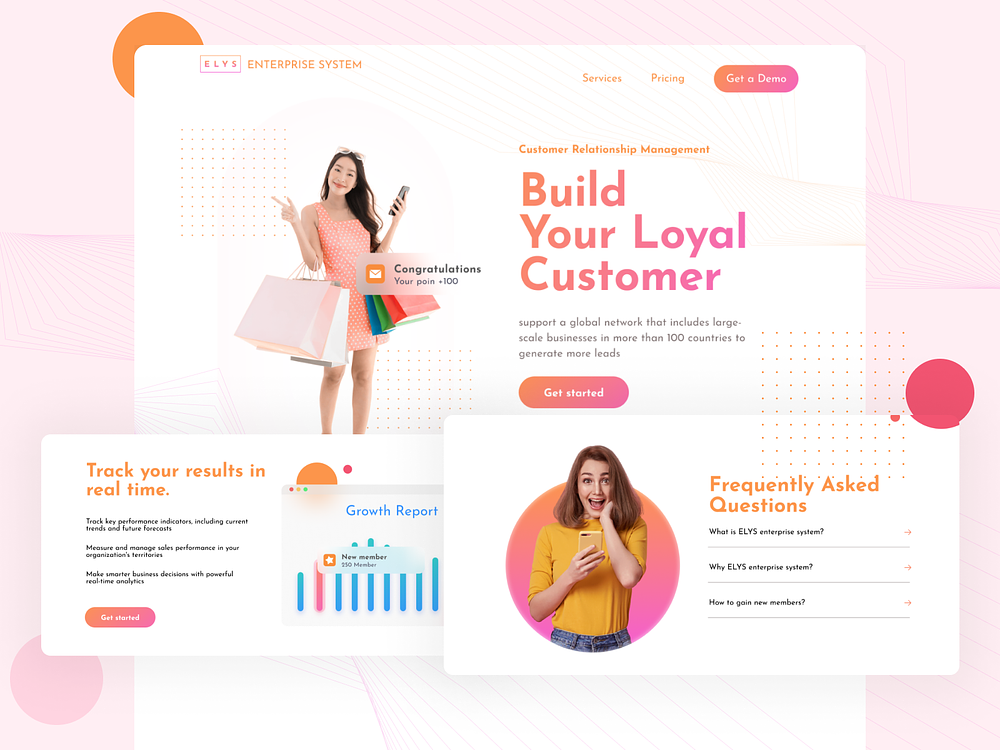 ELYS ENTERPRISE SYSTEM
Services
Pricing
Get a Demo
Customer Relationship Management
Build
Your Loyal
Customer
Congratulations
Your poin +100
support a global network that includes large-
scale businesses in more than 100 countries to
generate more leads
Get started
Track your results in
real time.
Track key performance indicators, including current
trends and future forecasts
Measure and manage sales performance in your
organization's territories
Make smarter business decisions with powerful
real-time analytics
Get started
Growth Report
New member
250 Member
Frequently Asked
Questions
What is ELYS enterprise system?
Why ELYS enterprise system?
How to gain new members?